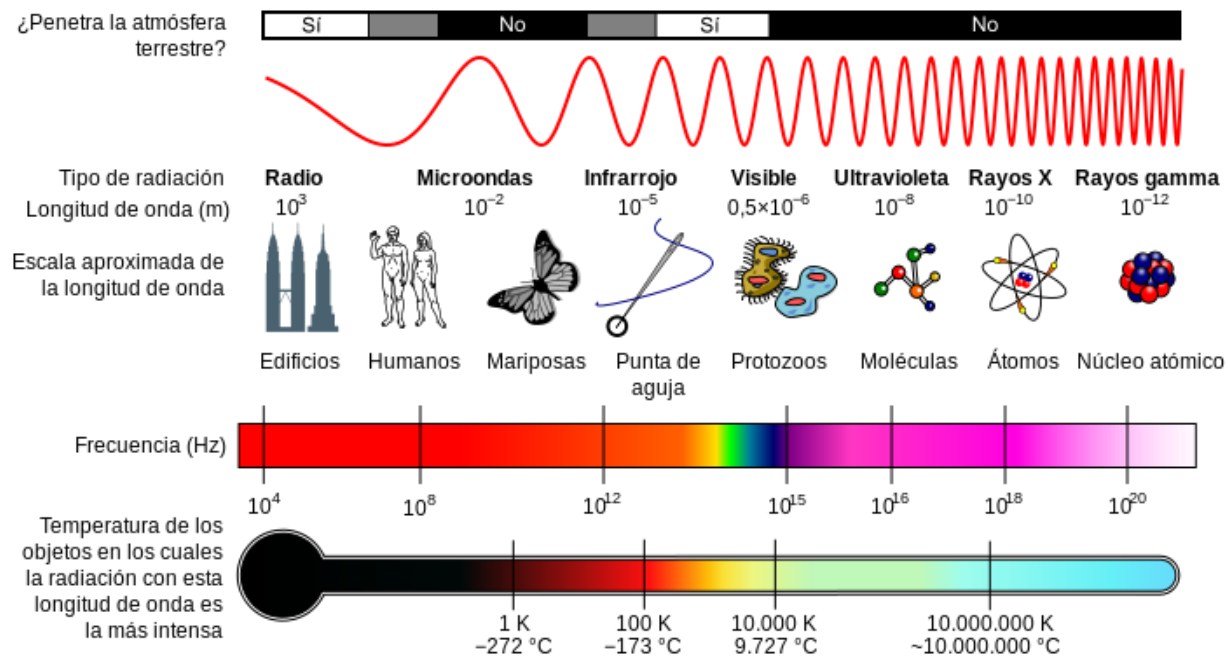 ¿Penetra la atmósfera
terrestre?
Sí No Sí No
Tipo de radiación Radio Microondas Infrarrojo Visible Ultravioleta Rayos X Rayos gamma
Longitud de onda (m) 10³ 10⁻² 10⁻⁵ 0,5×10⁻⁶ 10⁻⁸ 10⁻¹⁰ 10⁻¹²
Escala aproximada de
la longitud de onda
Edificios Humanos Mariposas Punta de
aguja Protozoos Moléculas Átomos Núcleo atómico
Frecuencia (Hz)
10⁴ 10⁸ 10¹² 10¹⁵ 10¹⁶ 10¹⁸ 10²⁰
Temperatura de los
objetos en los cuales
la radiación con esta
longitud de onda es
la más intensa
1 K 100 K 10.000 K 10.000.000 K
−272 °C −173 °C 9.727 °C ~10.000.000 °C